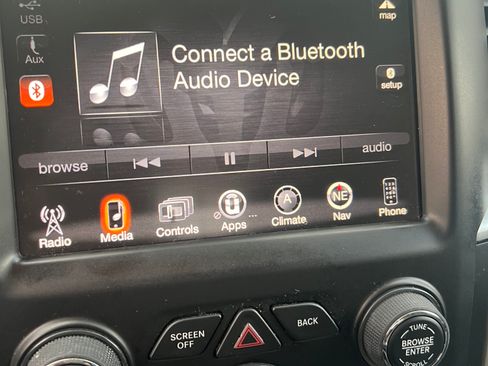 USB
map
Aux
Connect a Bluetooth
Audio Device
setup
browse
audio
Radio
Media
Controls
Apps
A
Climate
NE
Nav
Phone
SCREEN
OFF
BACK
TUNE
BROWSE
ENTER
SCROLL